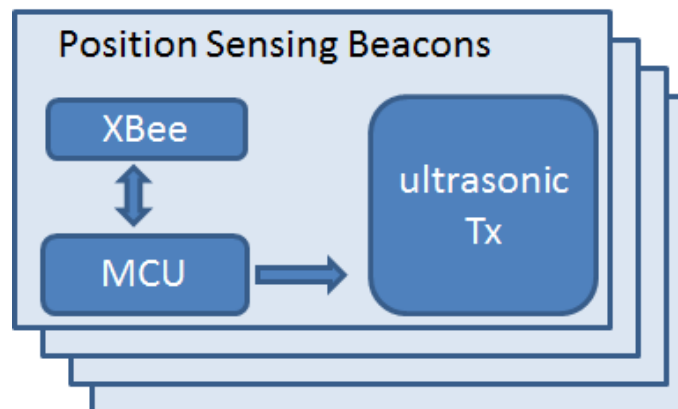 Position Sensing Beacons
XBee
ultrasonic
Tx
MCU